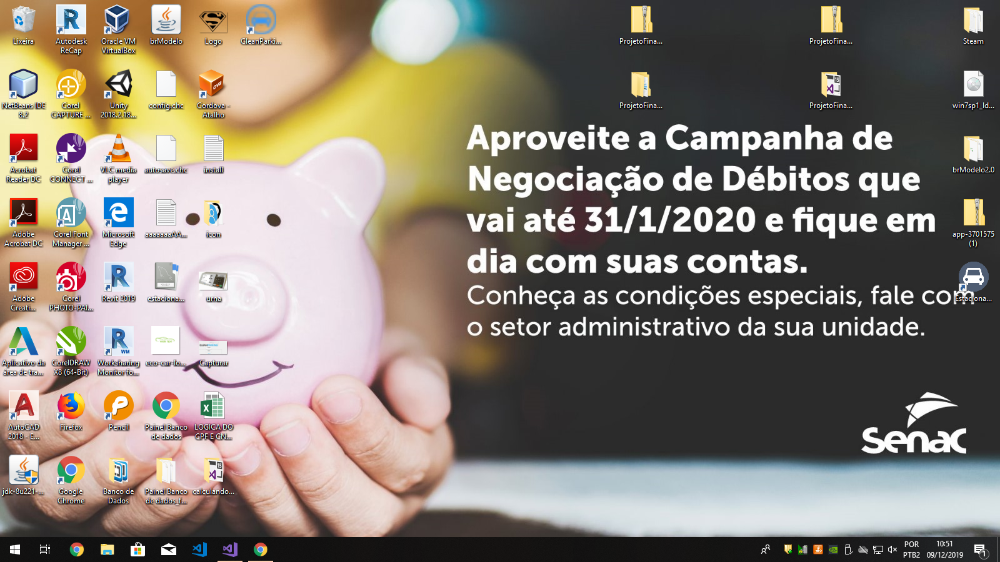 Lixeira
Autodesk
ReCap
Oracle VM
VirtualBox
brModelo
Logo
CleanParki...
ProjetoFina...
ProjetoFina...
Steam
NetBeans IDE
8.2
Corel
CAPTURE ...
Unity
2018.2.18...
config.chc
OVA
Cordova -
Atalho
ProjetoFina...
ProjetoFina...
win7sp1_ld...
Acrobat
Reader DC
Corel
CONNECT ...
VLC media
player
autosave.chc
install
brModelo2.0
Aproveite a Campanha de
Negociação de Débitos que
vai até 31/1/2020 e fique em
dia com suas contas.
Conheça as condições especiais, fale com
o setor administrativo da sua unidade.
Adobe
Acrobat DC
Corel Font
Manager ...
Microsoft
Edge
aaaaaaaAA...
icon
app-3701575
(1)
Adobe
Creati...
Corel
PHOTO-PAI...
Revit 2019
estaciona...
urna
Estaciona...
Aplicativo da
área de tra...
CorelDRAW
X8 (64-Bit)
WM
Worksharing
Monitor fo...
eco-car-lo...
Capturar
AutoCAD
2018 - E...
Firefox
Pencil
Painel Banco
de dados
LOGICA DO
CPF E CN...
Senac
jdk-8u221-...
Google
Chrome
Banco de
Dados
Painel Banco
de dados_f...
calculando...
POR
PTB2
10:51
09/12/2019
1